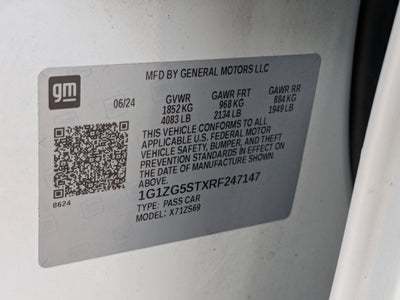 gm
MFD BY GENERAL MOTORS LLC
06/24 GVWR GAWR FRT GAWR RR
1852 KG 968 KG 884 KG
4083 LB 2134 LB 1949 LB
THIS VEHICLE CONFORMS TO ALL
APPLICABLE U.S. FEDERAL MOTOR
VEHICLE SAFETY, BUMPER, AND THEFT
PREVENTION STANDARDS IN EFFECT ON
THE DATE OF MANUFACTURE SHOWN ABOVE.
1G1ZG5STXRF247147
8624
TYPE: PASS CAR
MODEL: X71ZS69